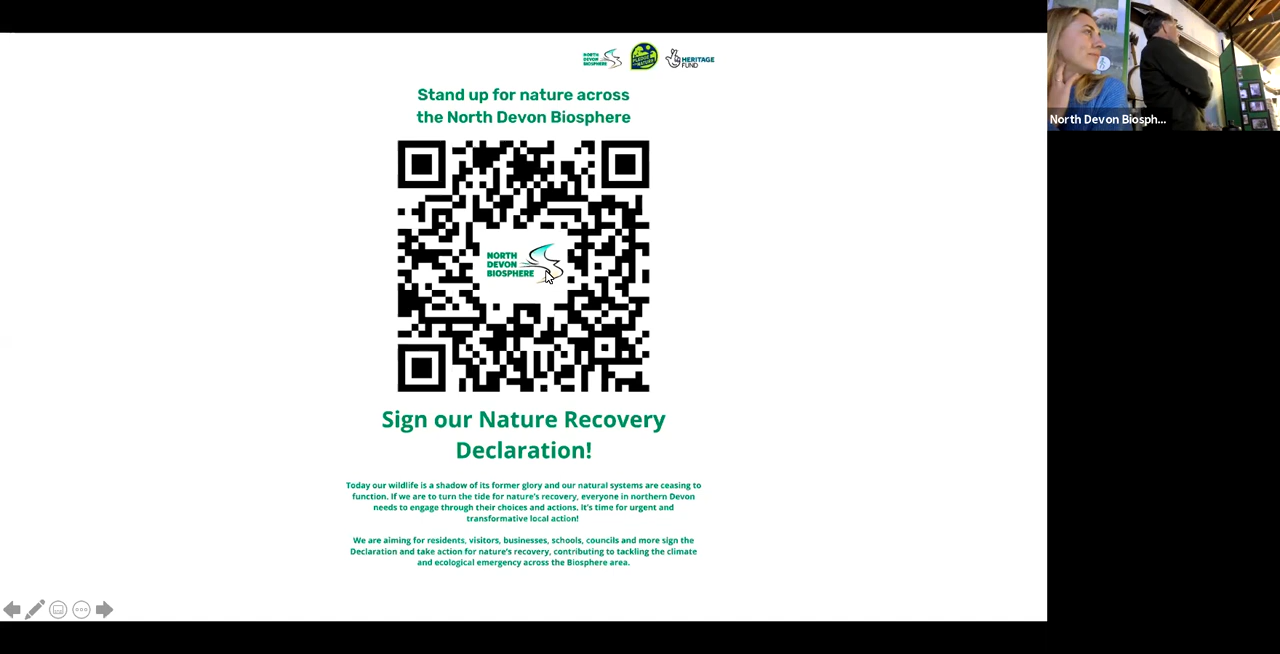 NORTH
DEVON
BIOSPHERE
HERITAGE
FUND
Stand up for nature across
the North Devon Biosphere
NORTH
DEVON
BIOSPHERE
Sign our Nature Recovery
Declaration!
Today our wildlife is a shadow of its former glory and our natural systems are ceasing to
function. If we are to turn the tide for nature's recovery, everyone in northern Devon
needs to engage through their choices and actions. It's time for urgent and
transformative local action!
We are aiming for residents, visitors, businesses, schools, councils and more sign the
Declaration and take action for nature's recovery, contributing to tackling the climate
and ecological emergency across the Biosphere area.
North Devon Biosph...